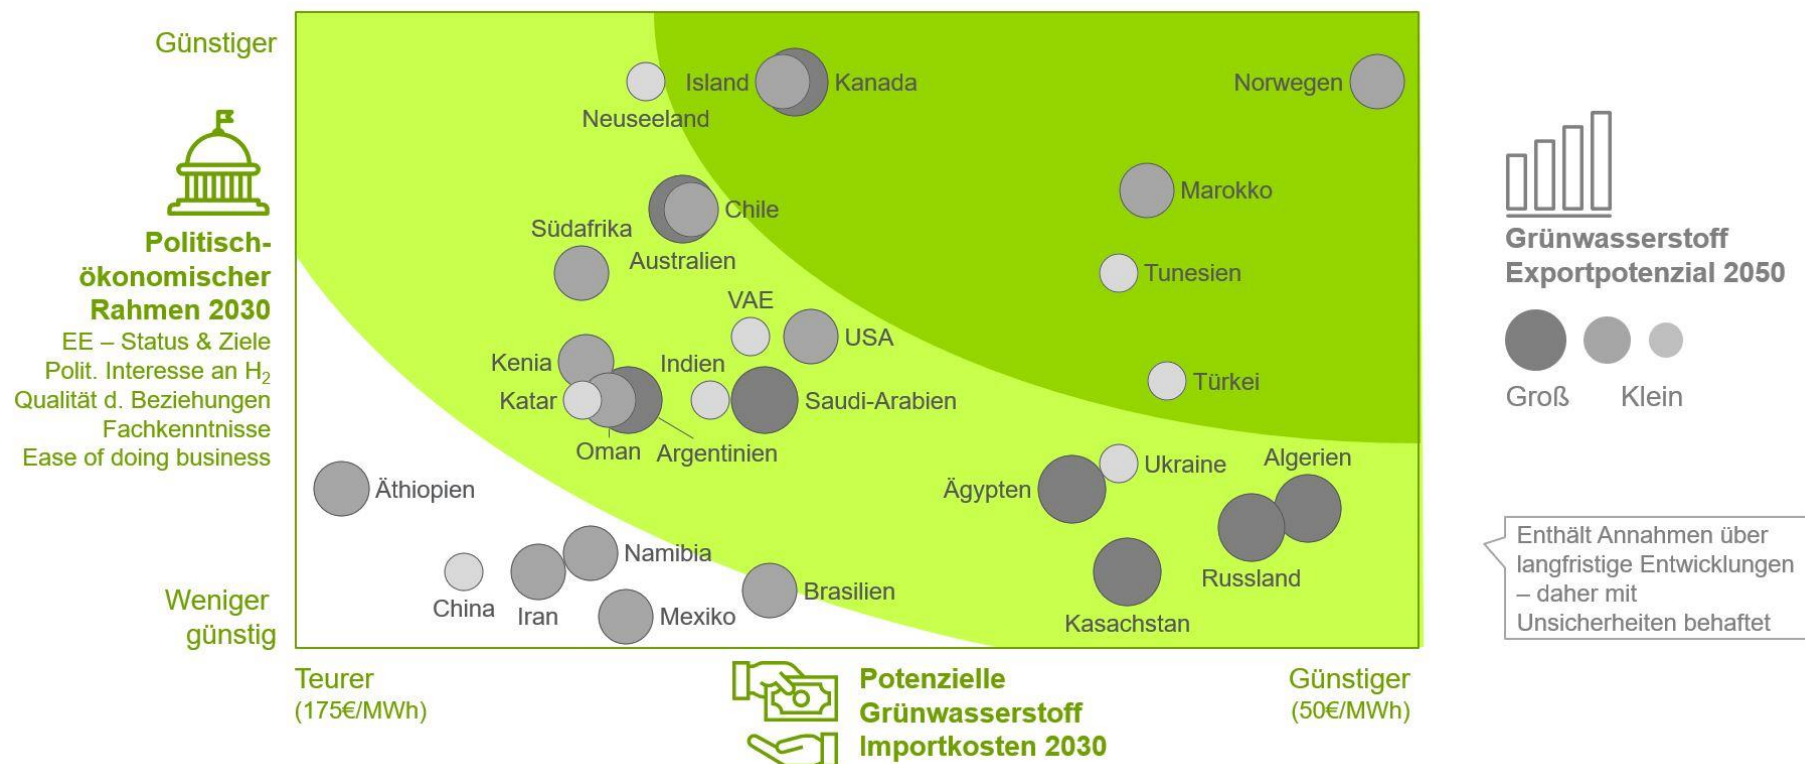 Günstiger
Politisch-
ökonomischer
Rahmen 2030
EE – Status & Ziele
Polit. Interesse an H₂
Qualität d. Beziehungen
Fachkenntnisse
Ease of doing business
Weniger
günstig
Neuseeland
Island
Kanada
Norwegen
Marokko
Südafrika
Chile
Australien
Tunesien
VAE
USA
Kenia
Indien
Türkei
Katar
Saudi-Arabien
Oman
Argentinien
Äthiopien
Ägypten
Ukraine
Algerien
Namibia
China
Iran
Mexiko
Brasilien
Russland
Kasachstan
Teurer
(175€/MWh)
Potenzielle
Grünwasserstoff
Importkosten 2030
Günstiger
(50€/MWh)
Grünwasserstoff
Exportpotenzial 2050
Groß
Klein
Enthält Annahmen über
langfristige Entwicklungen
– daher mit
Unsicherheiten behaftet